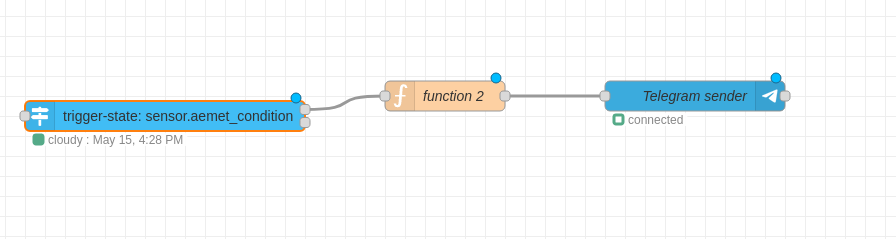 trigger-state: sensor.aemet_condition
cloudy : May 15, 4:28 PM
function 2
Telegram sender
connected